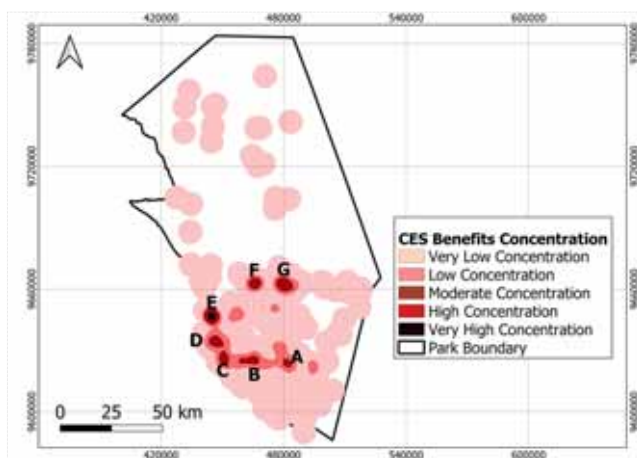 420000 480000 540000 600000
9780000 9780000
9720000 9720000
CES Benefits Concentration
Very Low Concentration
Low Concentration
Moderate Concentration
High Concentration
Very High Concentration
Park Boundary
F G
9660000 9660000
E
D
C B A
0 25 50 km
9600000 9600000
420000 480000 540000 600000